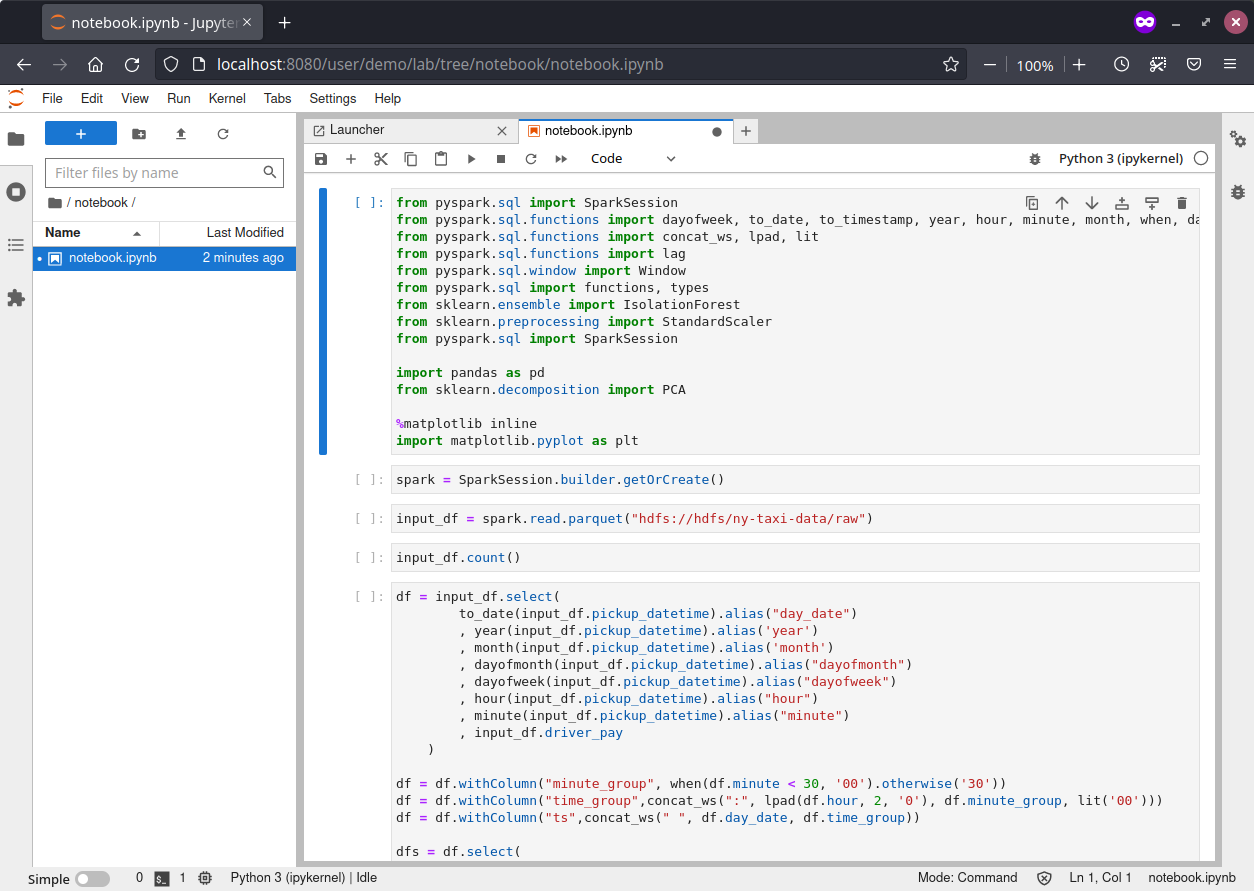 notebook.ipynb - Jupyte
localhost:8080/user/demo/lab/tree/notebook/notebook.ipynb
100%
File Edit View Run Kernel Tabs Settings Help
Filter files by name
/ notebook /
Name Last Modified
notebook.ipynb 2 minutes ago
Launcher notebook.ipynb
Code Python 3 (ipykernel)
[ ]: from pyspark.sql import SparkSession
from pyspark.sql.functions import dayofweek, to_date, to_timestamp, year, hour, minute, month, when, da
from pyspark.sql.functions import concat_ws, lpad, lit
from pyspark.sql.functions import lag
from pyspark.sql.window import Window
from pyspark.sql import functions, types
from sklearn.ensemble import IsolationForest
from sklearn.preprocessing import StandardScaler
from pyspark.sql import SparkSession
import pandas as pd
from sklearn.decomposition import PCA
%matplotlib inline
import matplotlib.pyplot as plt
[ ]: spark = SparkSession.builder.getOrCreate()
[ ]: input_df = spark.read.parquet("hdfs://hdfs/ny-taxi-data/raw")
[ ]: input_df.count()
[ ]: df = input_df.select(
to_date(input_df.pickup_datetime).alias("day_date")
, year(input_df.pickup_datetime).alias('year')
, month(input_df.pickup_datetime).alias('month')
, dayofmonth(input_df.pickup_datetime).alias("dayofmonth")
, dayofweek(input_df.pickup_datetime).alias("dayofweek")
, hour(input_df.pickup_datetime).alias("hour")
, minute(input_df.pickup_datetime).alias("minute")
, input_df.driver_pay
)
df = df.withColumn("minute_group", when(df.minute < 30, '00').otherwise('30'))
df = df.withColumn("time_group",concat_ws(":", lpad(df.hour, 2, '0'), df.minute_group, lit('00')))
df = df.withColumn("ts",concat_ws(" ", df.day_date, df.time_group))
dfs = df.select(
Simple 0 $_ 1 Python 3 (ipykernel) | Idle Mode: Command Ln 1, Col 1 notebook.ipynb